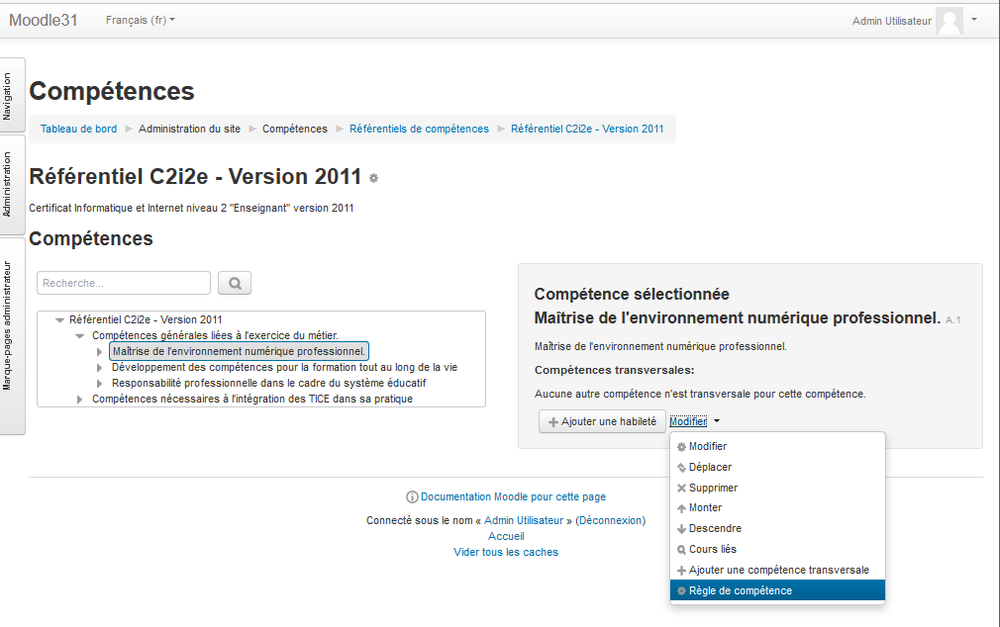 Moodle31 Français (fr) Admin Utilisateur
Navigation
Administration
Marque-pages administrateur
Compétences
Tableau de bord Administration du site Compétences Référentiels de compétences Référentiel C2i2e - Version 2011
Référentiel C2i2e - Version 2011
Certificat Informatique et Internet niveau 2 "Enseignant" version 2011
Compétences
Recherche...
Référentiel C2i2e - Version 2011
Compétences générales liées à l'exercice du métier.
Maîtrise de l'environnement numérique professionnel.
Développement des compétences pour la formation tout au long de la vie
Responsabilité professionnelle dans le cadre du système éducatif
Compétences nécessaires à l'intégration des TICE dans sa pratique
Compétence sélectionnée
Maîtrise de l'environnement numérique professionnel. A.1
Maîtrise de l'environnement numérique professionnel.
Compétences transversales:
Aucune autre compétence n'est transversale pour cette compétence.
Ajouter une habileté Modifier
Modifier
Déplacer
Supprimer
Monter
Descendre
Cours liés
Ajouter une compétence transversale
Règle de compétence
Documentation Moodle pour cette page
Connecté sous le nom « Admin Utilisateur » (Déconnexion)
Accueil
Vider tous les caches